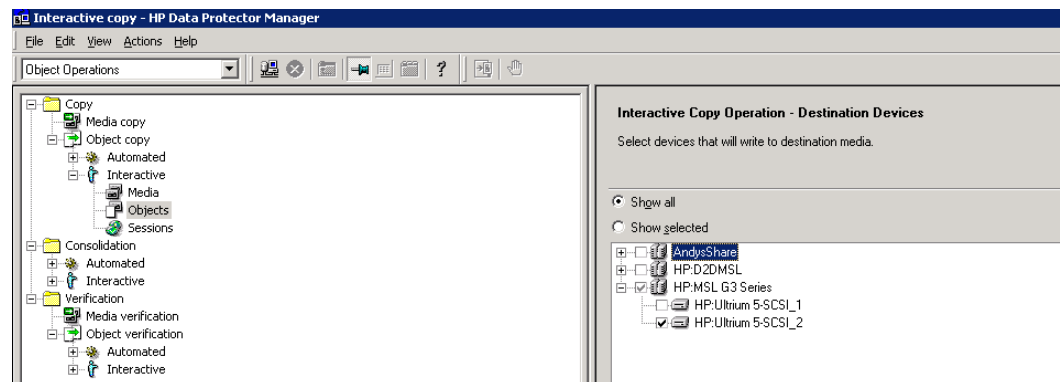 Interactive copy - HP Data Protector Manager
File Edit View Actions Help
Object Operations
Copy
Media copy
Object copy
Automated
Interactive
Media
Objects
Sessions
Consolidation
Automated
Interactive
Verification
Media verification
Object verification
Automated
Interactive
Interactive Copy Operation - Destination Devices
Select devices that will write to destination media.
Show all
Show selected
AndysShare
HP:D2DMSL
HP:MSL G3 Series
HP:Ultrium 5-SCSI_1
HP:Ultrium 5-SCSI_2